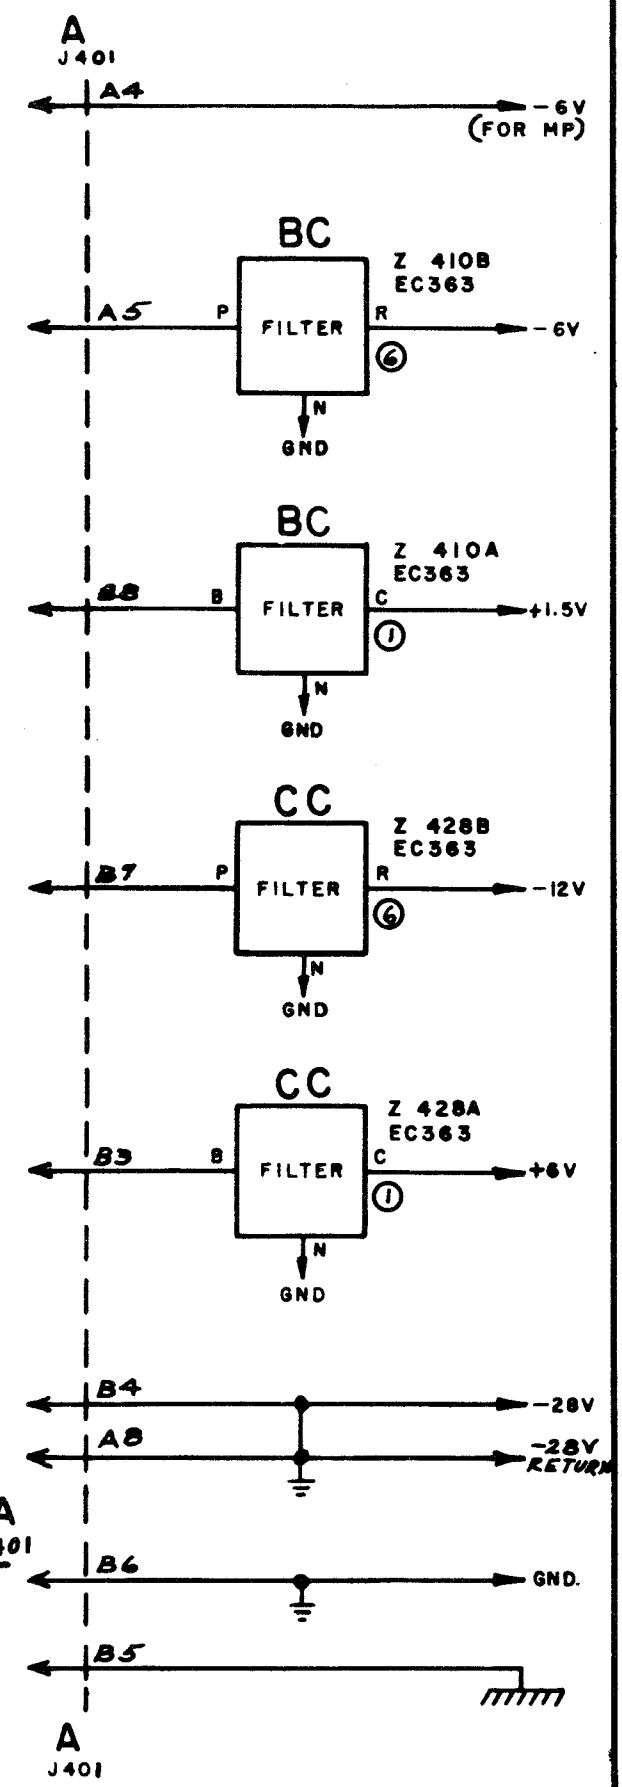 A
J401
A4
-6V
(FOR MP)
BC
Z 410B
EC363
A5
P
FILTER
R
-6V
6
N
GND
BC
Z 410A
EC363
B8
B
FILTER
C
+1.5V
1
N
GND
CC
Z 428B
EC363
B7
P
FILTER
R
-12V
6
N
GND
CC
Z 428A
EC363
B3
B
FILTER
C
+6V
1
N
GND
B4
-28V
A8
-28V
RETURN
A
401
B6
GND.
B5
A
J401